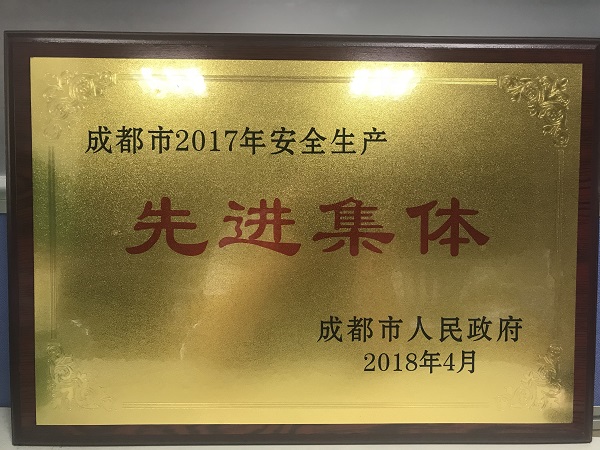 成都市2017年安全生产
先进集体
成都市人民政府
2018年4月